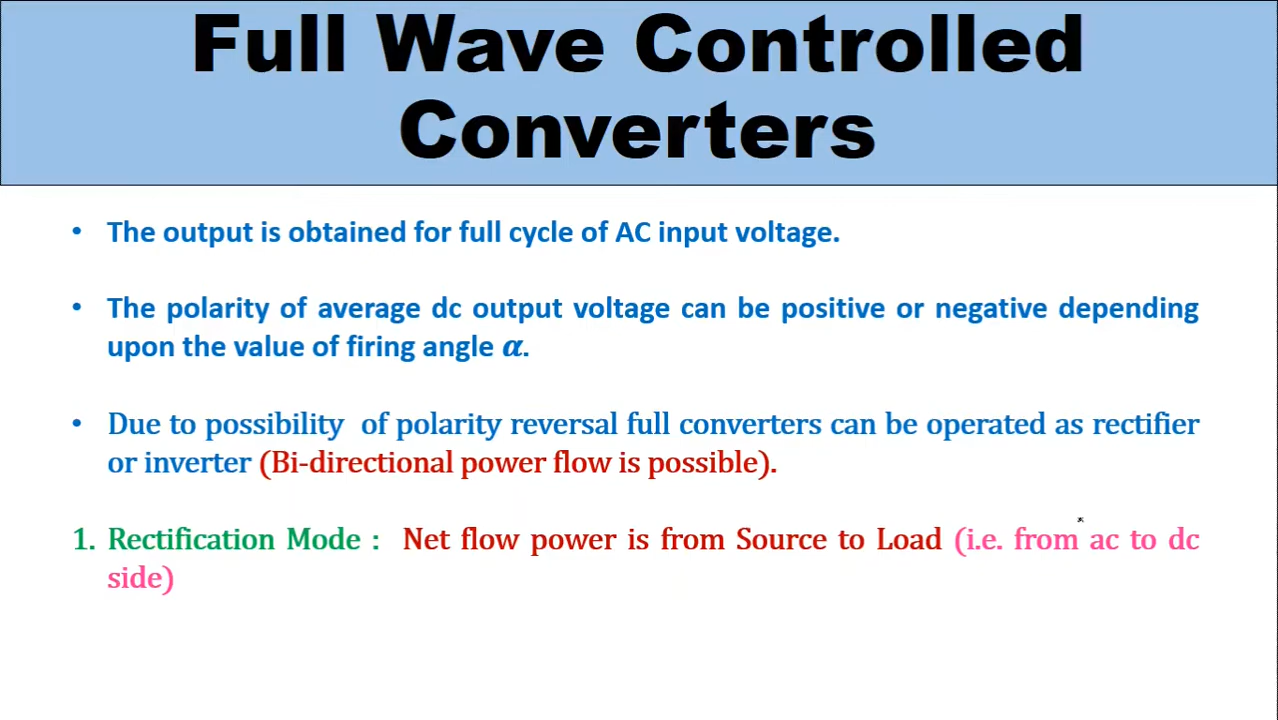 Full Wave Controlled
Converters
• The output is obtained for full cycle of AC input voltage.
• The polarity of average dc output voltage can be positive or negative depending
upon the value of firing angle α.
• Due to possibility of polarity reversal full converters can be operated as rectifier
or inverter (Bi-directional power flow is possible).
1. Rectification Mode : Net flow power is from Source to Load (i.e. from ac to dc
side)